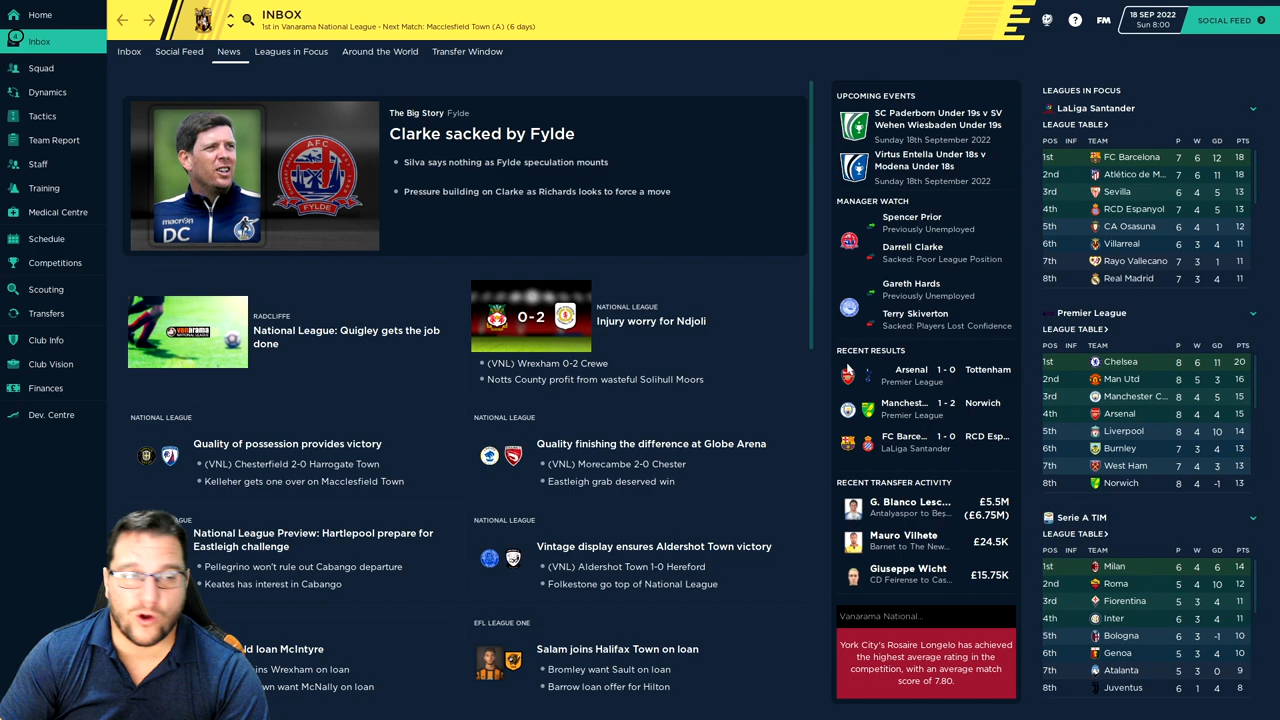 Home
INBOX
1st in Vanarama National League - Next Match: Macclesfield Town (A) (6 days)
FM
18 SEP 2022
Sun 8:00
SOCIAL FEED
4
Inbox
Squad
Dynamics
Tactics
Team Report
Staff
Training
Medical Centre
Schedule
Competitions
Scouting
Transfers
Club Info
Club Vision
Finances
Dev. Centre
Inbox
Social Feed
News
Leagues in Focus
Around the World
Transfer Window
macron
DC
AFC
FYLDE
The Big Story Fylde
Clarke sacked by Fylde
Silva says nothing as Fylde speculation mounts
Pressure building on Clarke as Richards looks to force a move
vanarama
RADCLIFFE
National League: Quigley gets the job
done
0-2
NATIONAL LEAGUE
Injury worry for Ndjoli
(VNL) Wrexham 0-2 Crewe
Notts County profit from wasteful Solihull Moors
NATIONAL LEAGUE
Quality of possession provides victory
(VNL) Chesterfield 2-0 Harrogate Town
Kelleher gets one over on Macclesfield Town
NATIONAL LEAGUE
Quality finishing the difference at Globe Arena
(VNL) Morecambe 2-0 Chester
Eastleigh grab deserved win
LEAGUE
National League Preview: Hartlepool prepare for
Eastleigh challenge
Pellegrino won't rule out Cabango departure
Keates has interest in Cabango
NATIONAL LEAGUE
Vintage display ensures Aldershot Town victory
(VNL) Aldershot Town 1-0 Hereford
Folkestone go top of National League
loan McIntyre
Wrexham on loan
want McNally on loan
EFL LEAGUE ONE
Salam joins Halifax Town on loan
Bromley want Sault on loan
Barrow loan offer for Hilton
UPCOMING EVENTS
SC Paderborn Under 19s v SV
Wehen Wiesbaden Under 19s
Sunday 18th September 2022
Virtus Entella Under 18s v
Modena Under 18s
Sunday 18th September 2022
MANAGER WATCH
Spencer Prior
Previously Unemployed
Darrell Clarke
Sacked: Poor League Position
Gareth Hards
Previously Unemployed
Terry Skiverton
Sacked: Players Lost Confidence
RECENT RESULTS
Arsenal 1 - 0 Tottenham
Premier League
Manchest... 1 - 2 Norwich
Premier League
FC Barce... 1 - 0 RCD Esp...
LaLiga Santander
RECENT TRANSFER ACTIVITY
G. Blanco Lesc... £5.5M
Antalyaspor to Beş... (£6.75M)
Mauro Vilhete £24.5K
Barnet to The New...
Giuseppe Wicht £15.75K
CD Feirense to Cas...
Vanarama National...
York City's Rosaire Longelo has achieved
the highest average rating in the
competition, with an average match
score of 7.80.
LEAGUES IN FOCUS
LaLiga Santander
LEAGUE TABLE
POS INF TEAM P W GD PTS
1st FC Barcelona 7 6 12 18
2nd Atlético de M... 7 6 11 18
3rd Sevilla 6 4 5 13
4th RCD Espanyol 7 4 5 13
5th CA Osasuna 6 4 1 12
6th Villarreal 6 3 4 11
7th Rayo Vallecano 7 3 1 11
8th Real Madrid 7 3 4 11
Premier League
LEAGUE TABLE
POS INF TEAM P W GD PTS
1st Chelsea 8 6 11 20
2nd Man Utd 8 5 3 16
3rd Manchester C... 8 4 5 15
4th Arsenal 8 4 4 15
5th Liverpool 8 4 10 14
6th Burnley 7 3 4 13
7th West Ham 7 4 3 13
8th Norwich 8 4 -1 13
Serie A TIM
LEAGUE TABLE
POS INF TEAM P W GD PTS
1st Milan 6 4 6 14
2nd Roma 5 4 10 12
3rd Fiorentina 5 3 4 11
4th Inter 6 3 4 11
5th Bologna 6 3 -1 10
6th Genoa 5 3 4 10
7th Atalanta 5 3 0 9
8th Juventus 6 1 4 8